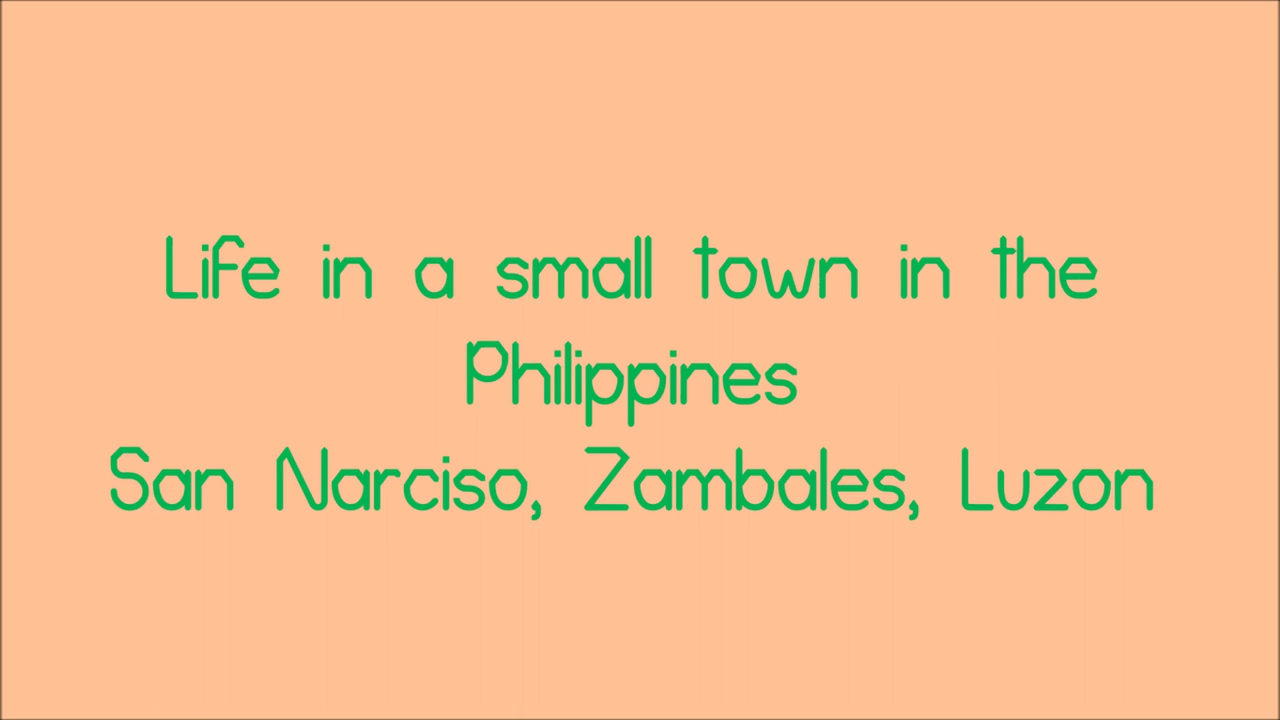 Life in a small town in the
Philippines
San Narciso, Zambales, Luzon